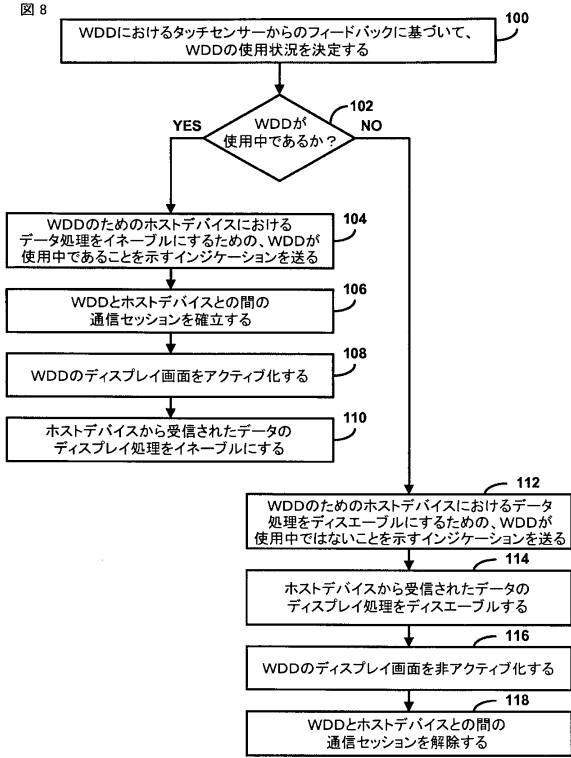 図 8
100
WDDにおけるタッチセンサーからのフィードバックに基づいて、
WDDの使用状況を決定する
102
YES
WDDが
使用中であるか？
NO
104
WDDのためのホストデバイスにおける
データ処理をイネーブルにするための、WDDが
使用中であることを示すインジケーションを送る
106
WDDとホストデバイスとの間の
通信セッションを確立する
108
WDDのディスプレイ画面をアクティブ化する
110
ホストデバイスから受信されたデータの
ディスプレイ処理をイネーブルにする
112
WDDのためのホストデバイスにおけるデータ
処理をディスエーブルにするための、WDDが
使用中ではないことを示すインジケーションを送る
114
ホストデバイスから受信されたデータの
ディスプレイ処理をディスエーブルする
116
WDDのディスプレイ画面を非アクティブ化する
118
WDDとホストデバイスとの間の
通信セッションを解除する